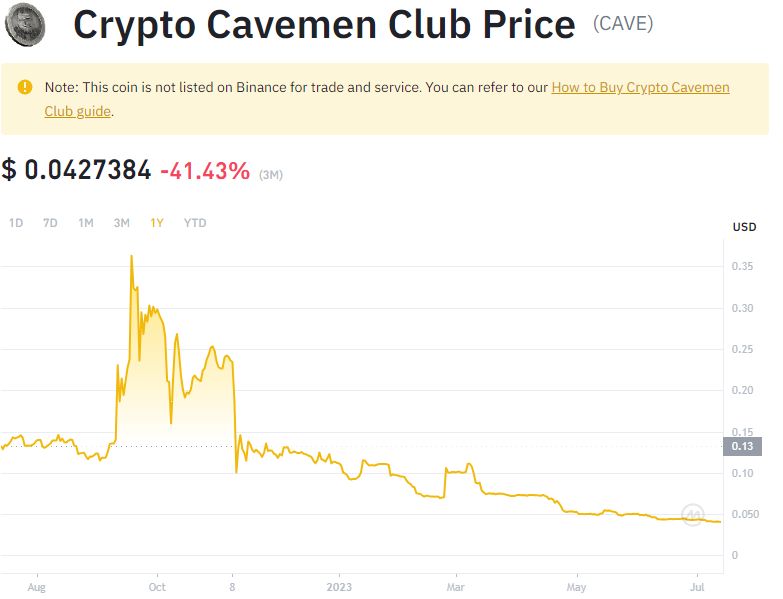 Crypto Cavemen Club Price (CAVE)
Note: This coin is not listed on Binance for trade and service. You can refer to our How to Buy Crypto Cavemen
Club guide.
$ 0.0427384 -41.43% (3M)
1D 7D 1M 3M 1Y YTD
USD
0.35
0.30
0.25
0.20
0.15
0.13
0.10
0.050
0
Aug Oct 8 2023 Mar May Jul